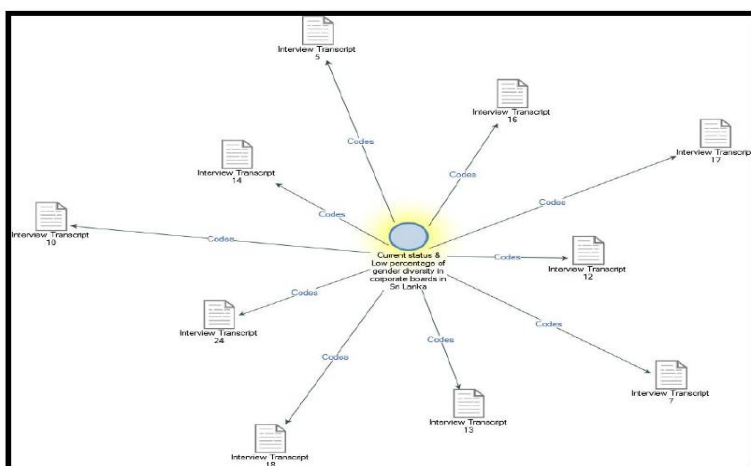 Interview Transcript
5
Interview Transcript
16
Interview Transcript
17
Codes
Interview Transcript
14
Codes
Codes
Codes
Codes
Interview Transcript
10
Codes
Current status &
Low percentage of
gender diversity in
corporate boards in
Sri Lanka
Codes
Interview Transcript
12
Codes
Interview Transcript
24
Codes
Codes
Codes
Interview Transcript
7
Interview Transcript
13
Interview Transcript
18